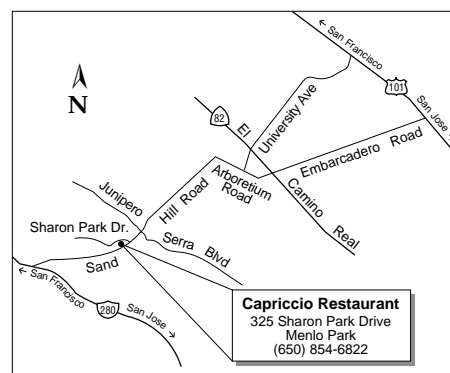 ← San Francisco
101
San Jose →
N
82
El Camino Real
University Ave
Embarcadero Road
Arboretium Road
Hill Road
Junipero
Serra Blvd
Sharon Park Dr.
Sand
← San Francisco
280
San Jose →
Capriccio Restaurant
325 Sharon Park Drive
Menlo Park
(650) 854-6822